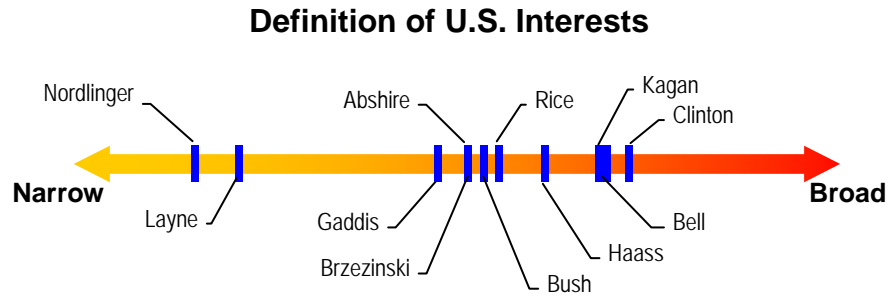 Definition of U.S. Interests
Kagan
Nordlinger
Abshire
Rice
Clinton
Narrow
Broad
Layne
Gaddis
Bell
Haass
Brzezinski
Bush